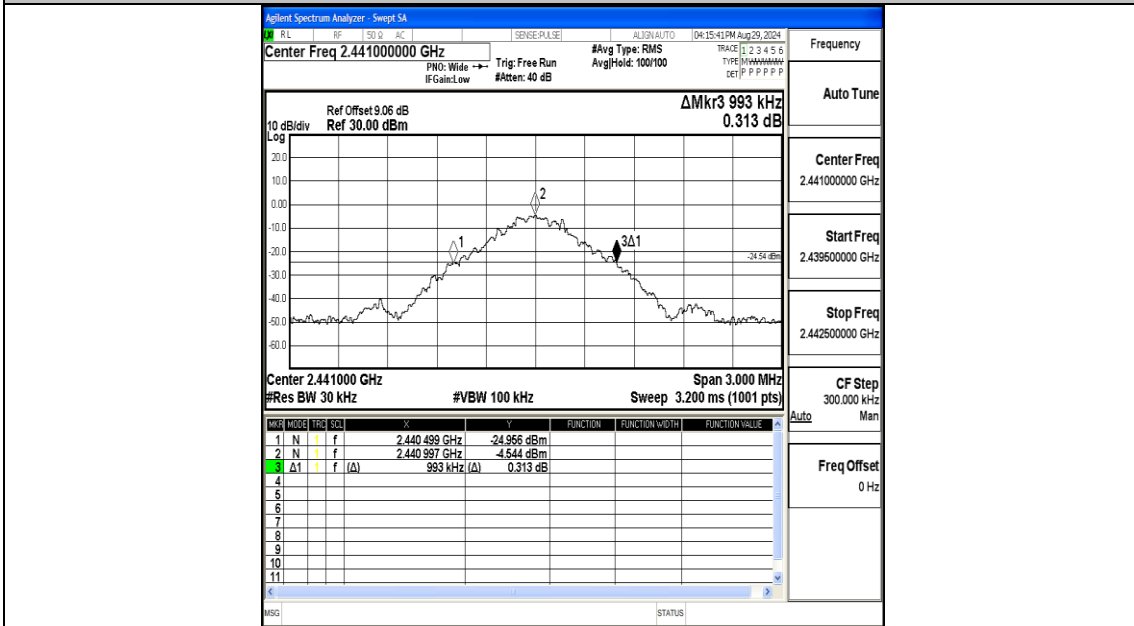 Agilent Spectrum Analyzer - Swept SA
RL RF 50 Ω AC SENSE:PULSE ALIGN AUTO 04:15:41 PM Aug 29, 2024
Center Freq 2.441000000 GHz
PNO: Wide
IFGain:Low
Trig: Free Run
#Atten: 40 dB
#Avg Type: RMS
Avg|Hold: 100/100
TRACE 1 2 3 4 5 6
TYPE MWWWWW
DET P P P P P P
Ref Offset 9.06 dB
Ref 30.00 dBm
10 dB/div
Log
ΔMkr3 993 kHz
0.313 dB
20.0
10.0
0.00
-10.0
-20.0
-30.0
-40.0
-50.0
-60.0
1
2
3Δ1
-24.54 dBm
Center 2.441000 GHz Span 3.000 MHz
#Res BW 30 kHz #VBW 100 kHz Sweep 3.200 ms (1001 pts)
MKR MODE TRC SCL X Y FUNCTION FUNCTION WIDTH FUNCTION VALUE
1 N 1 f 2.440 499 GHz -24.956 dBm
2 N 1 f 2.440 997 GHz -4.544 dBm
3 Δ1 1 f (Δ) 993 kHz (Δ) 0.313 dB
4
5
6
7
8
9
10
11
MSG STATUS
Frequency
Auto Tune
Center Freq
2.441000000 GHz
Start Freq
2.439500000 GHz
Stop Freq
2.442500000 GHz
CF Step
300.000 kHz
Auto Man
Freq Offset
0 Hz